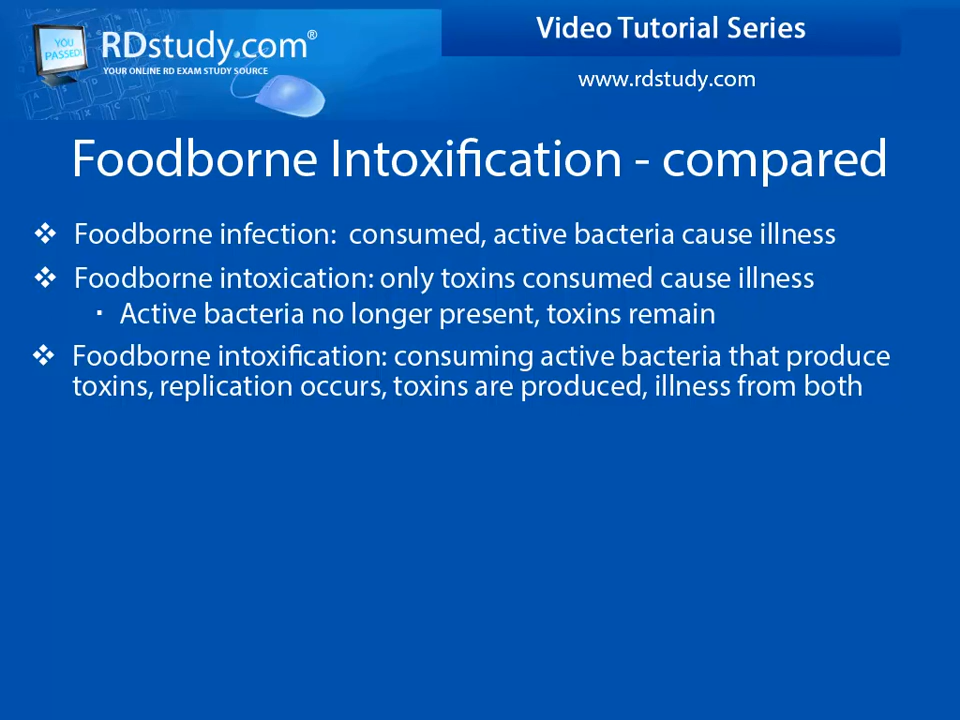 YOU
PASSED!
RDstudy.com®
YOUR ONLINE RD EXAM STUDY SOURCE
Video Tutorial Series
www.rdstudy.com
Foodborne Intoxification - compared
❖ Foodborne infection:  consumed, active bacteria cause illness
❖ Foodborne intoxication: only toxins consumed cause illness
▪ Active bacteria no longer present, toxins remain
❖ Foodborne intoxification: consuming active bacteria that produce
toxins, replication occurs, toxins are produced, illness from both